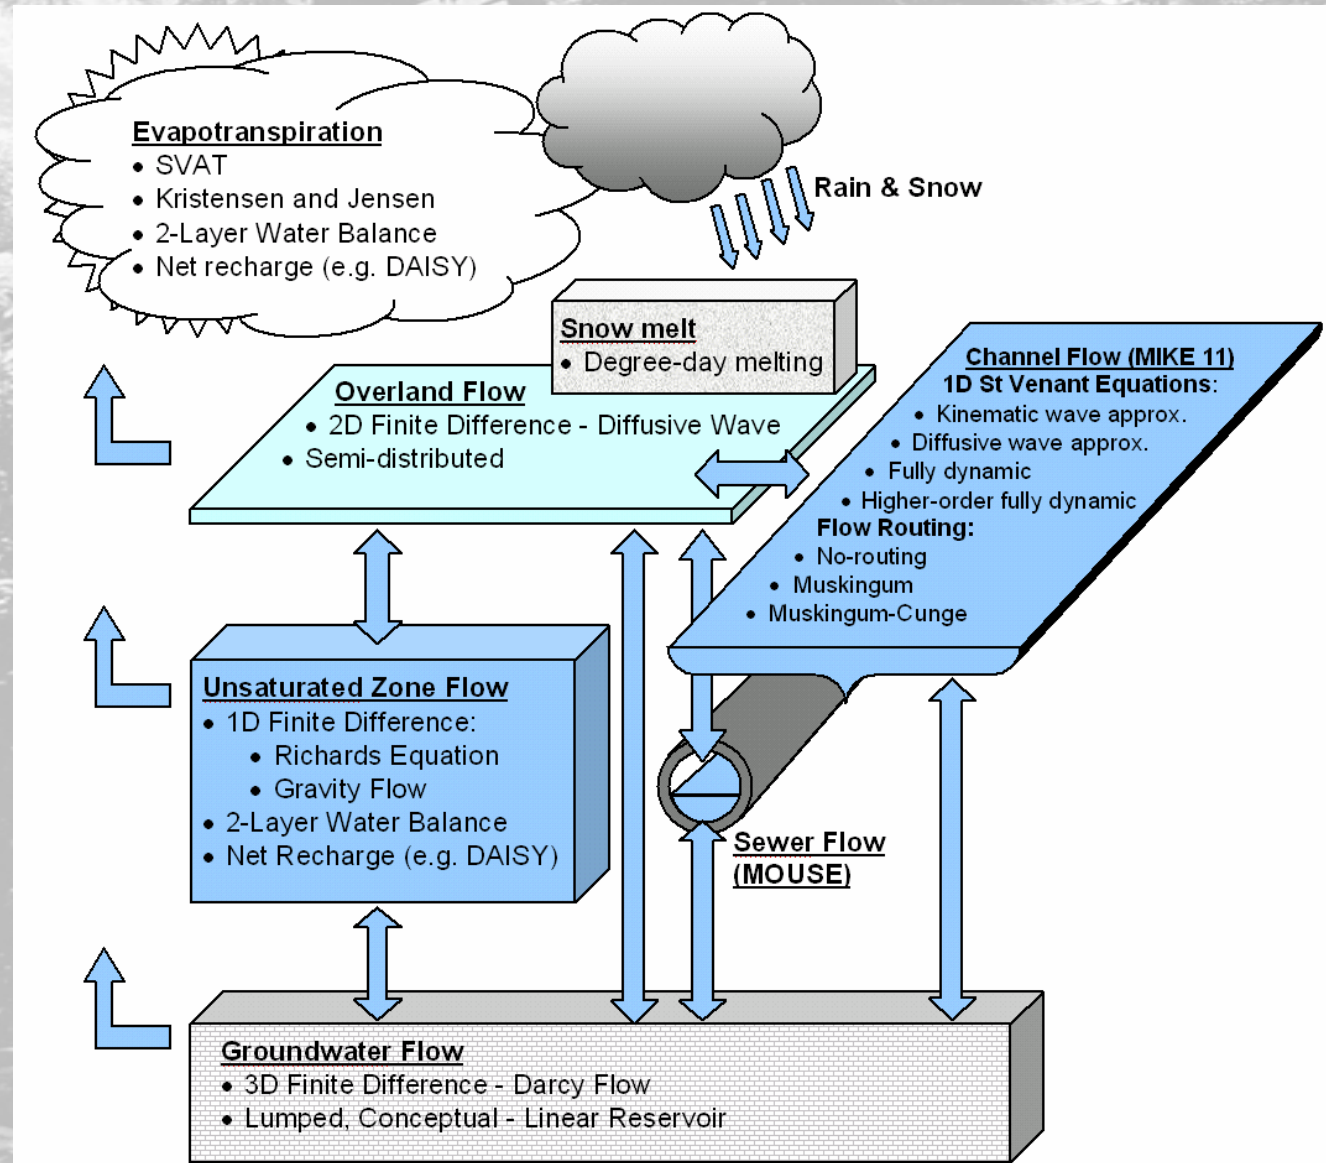 Evapotranspiration
• SVAT
• Kristensen and Jensen
• 2-Layer Water Balance
• Net recharge (e.g. DAISY)
Rain & Snow
Snow melt
• Degree-day melting
Overland Flow
• 2D Finite Difference - Diffusive Wave
• Semi-distributed
Channel Flow (MIKE 11)
1D St Venant Equations:
• Kinematic wave approx.
• Diffusive wave approx.
• Fully dynamic
• Higher-order fully dynamic
Flow Routing:
• No-routing
• Muskingum
• Muskingum-Cunge
Unsaturated Zone Flow
• 1D Finite Difference:
• Richards Equation
• Gravity Flow
• 2-Layer Water Balance
• Net Recharge (e.g. DAISY)
Sewer Flow
(MOUSE)
Groundwater Flow
• 3D Finite Difference - Darcy Flow
• Lumped, Conceptual - Linear Reservoir